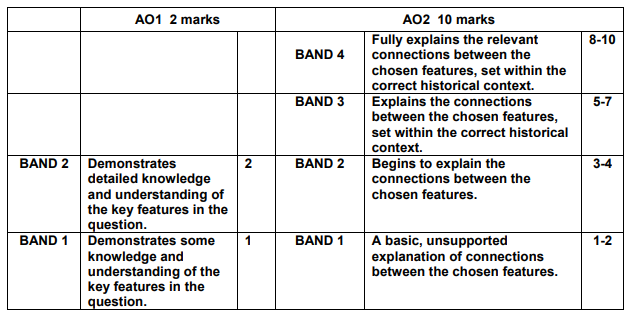 AO1 2 marks
AO2 10 marks
BAND 4
Fully explains the relevant
connections between the
chosen features, set within the
correct historical context.
8-10
BAND 3
Explains the connections
between the chosen features,
set within the correct historical
context.
5-7
BAND 2
Demonstrates
detailed knowledge
and understanding of
the key features in the
question.
2
BAND 2
Begins to explain the
connections between the
chosen features.
3-4
BAND 1
Demonstrates some
knowledge and
understanding of the
key features in the
question.
1
BAND 1
A basic, unsupported
explanation of connections
between the chosen features.
1-2